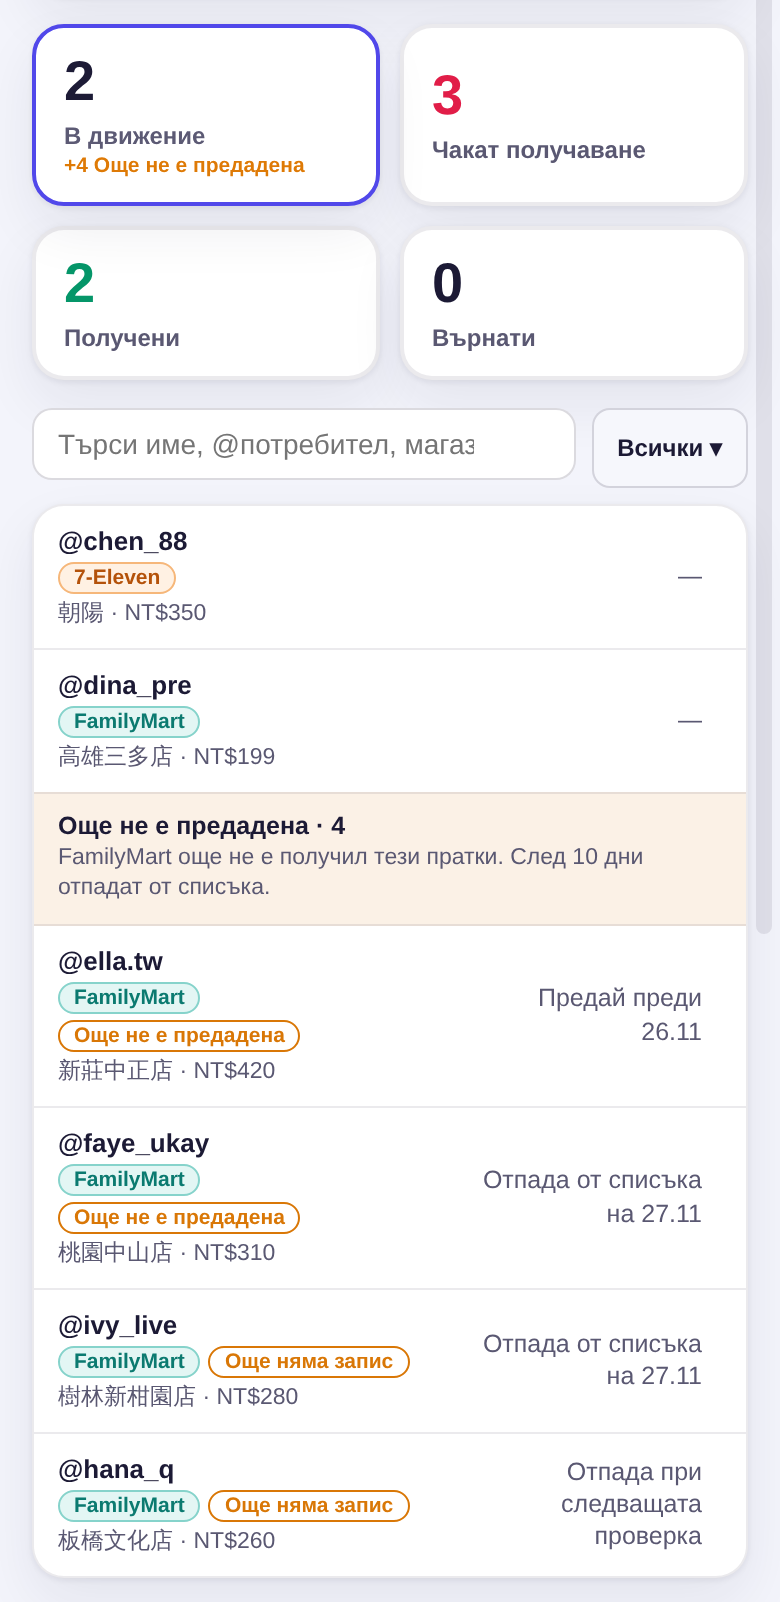 2
В движение
+4 Още не е предадена
3
Чакат получаване
2
Получени
0
Върнати
Търси име, @потребител, магаз
Всички ▾
@chen_88
7-Eleven
朝陽 · NT$350
—
@dina_pre
FamilyMart
高雄三多店 · NT$199
—
Още не е предадена · 4
FamilyMart още не е получил тези пратки. След 10 дни
отпадат от списъка.
@ella.tw
FamilyMart
Още не е предадена
新莊中正店 · NT$420
Предай преди
26.11
@faye_ukay
FamilyMart
Още не е предадена
桃園中山店 · NT$310
Отпада от списъка
на 27.11
@ivy_live
FamilyMart
Още няма запис
樹林新柑園店 · NT$280
Отпада от списъка
на 27.11
@hana_q
FamilyMart
Още няма запис
板橋文化店 · NT$260
Отпада при
следващата
проверка